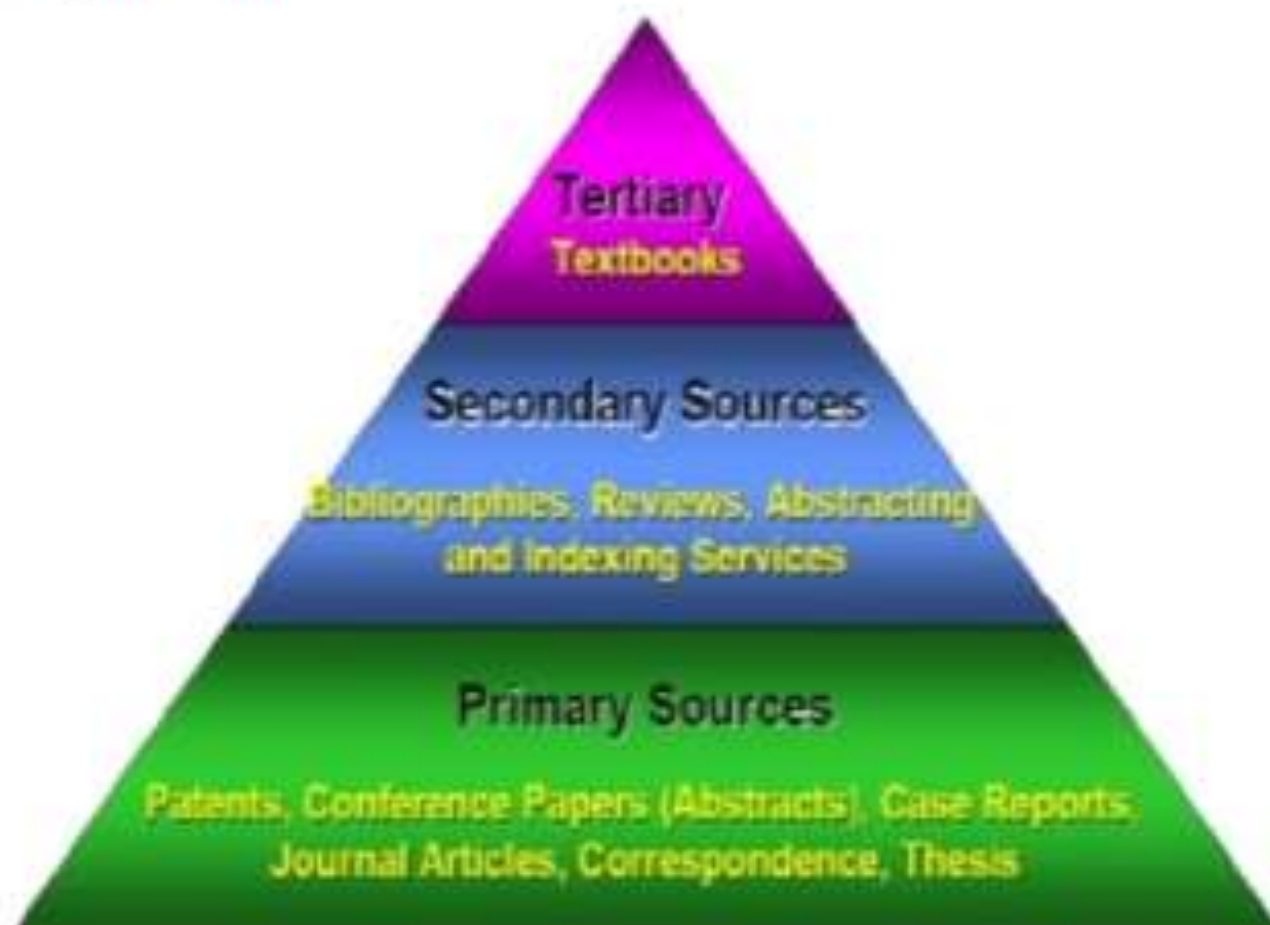 Tertiary
Textbooks
Secondary Sources
Bibliographies, Reviews, Abstracting
and Indexing Services
Primary Sources
Patents, Conference Papers (Abstracts), Case Reports,
Journal Articles, Correspondence, Thesis